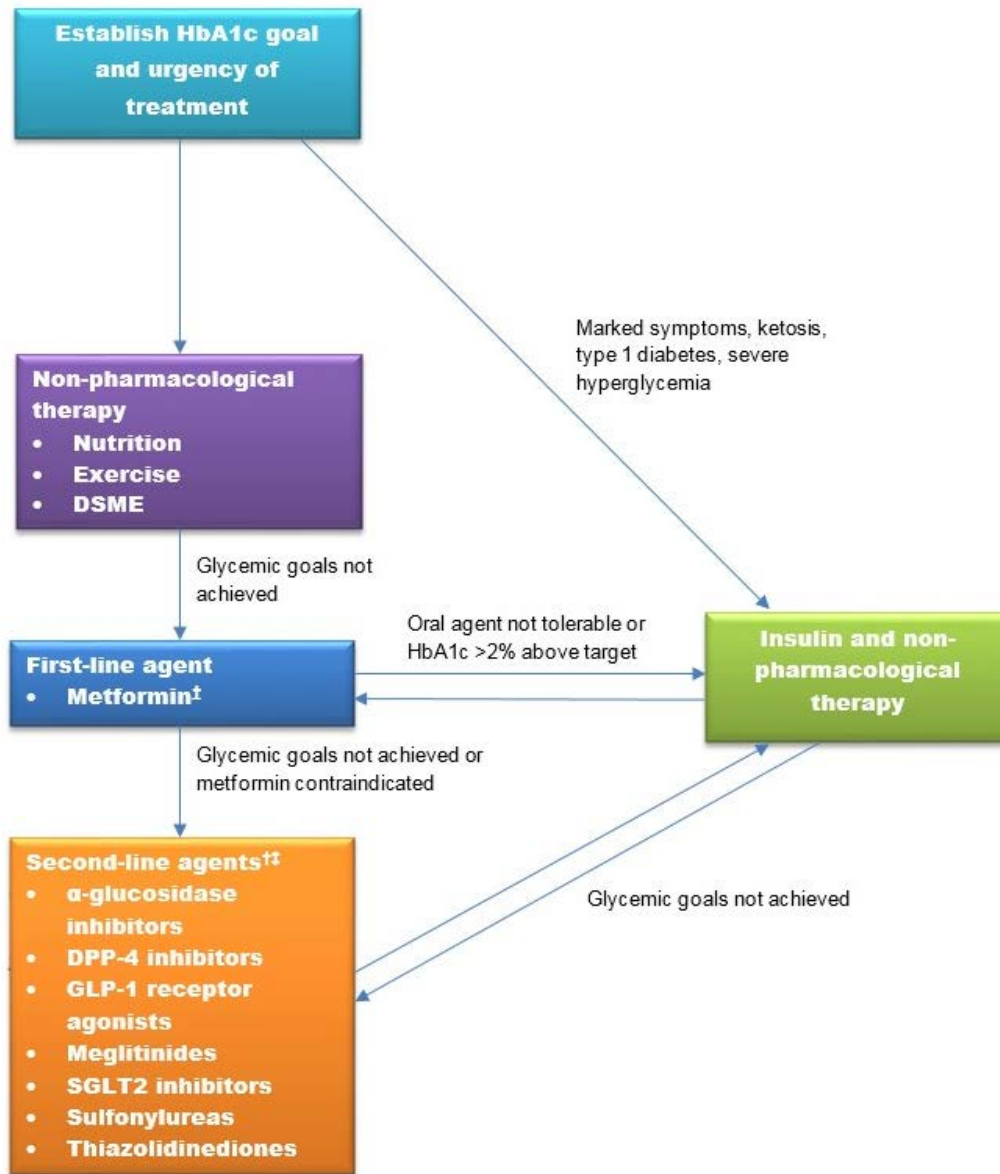 Establish HbA1c goal
and urgency of
treatment
Marked symptoms, ketosis,
type 1 diabetes, severe
hyperglycemia
Non-pharmacological
therapy
• Nutrition
• Exercise
• DSME
Glycemic goals not
achieved
Oral agent not tolerable or
HbA1c >2% above target
Insulin and non-
pharmacological
therapy
First-line agent
• Metformin‡
Glycemic goals not achieved or
metformin contraindicated
Second-line agents†‡
• α-glucosidase
inhibitors
• DPP-4 inhibitors
• GLP-1 receptor
agonists
• Meglitinides
• SGLT2 inhibitors
• Sulfonylureas
• Thiazolidinediones
Glycemic goals not achieved